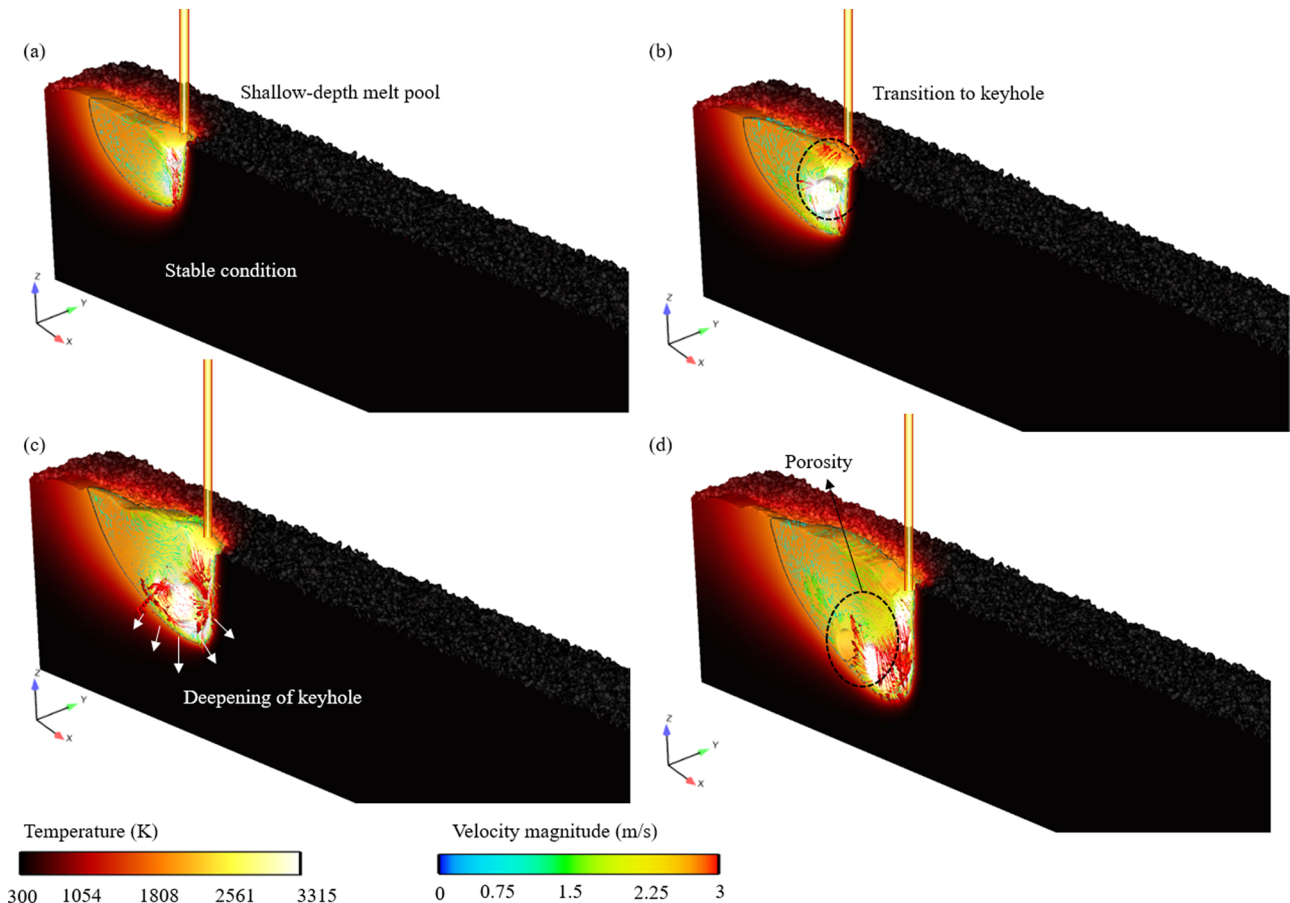 (a)
Shallow-depth melt pool
Stable condition
Z
Y
X
(b)
Transition to keyhole
Z
Y
X
(c)
Deepening of keyhole
Z
Y
X
(d)
Porosity
Z
Y
X
Temperature (K)
300 1054 1808 2561 3315
Velocity magnitude (m/s)
0 0.75 1.5 2.25 3